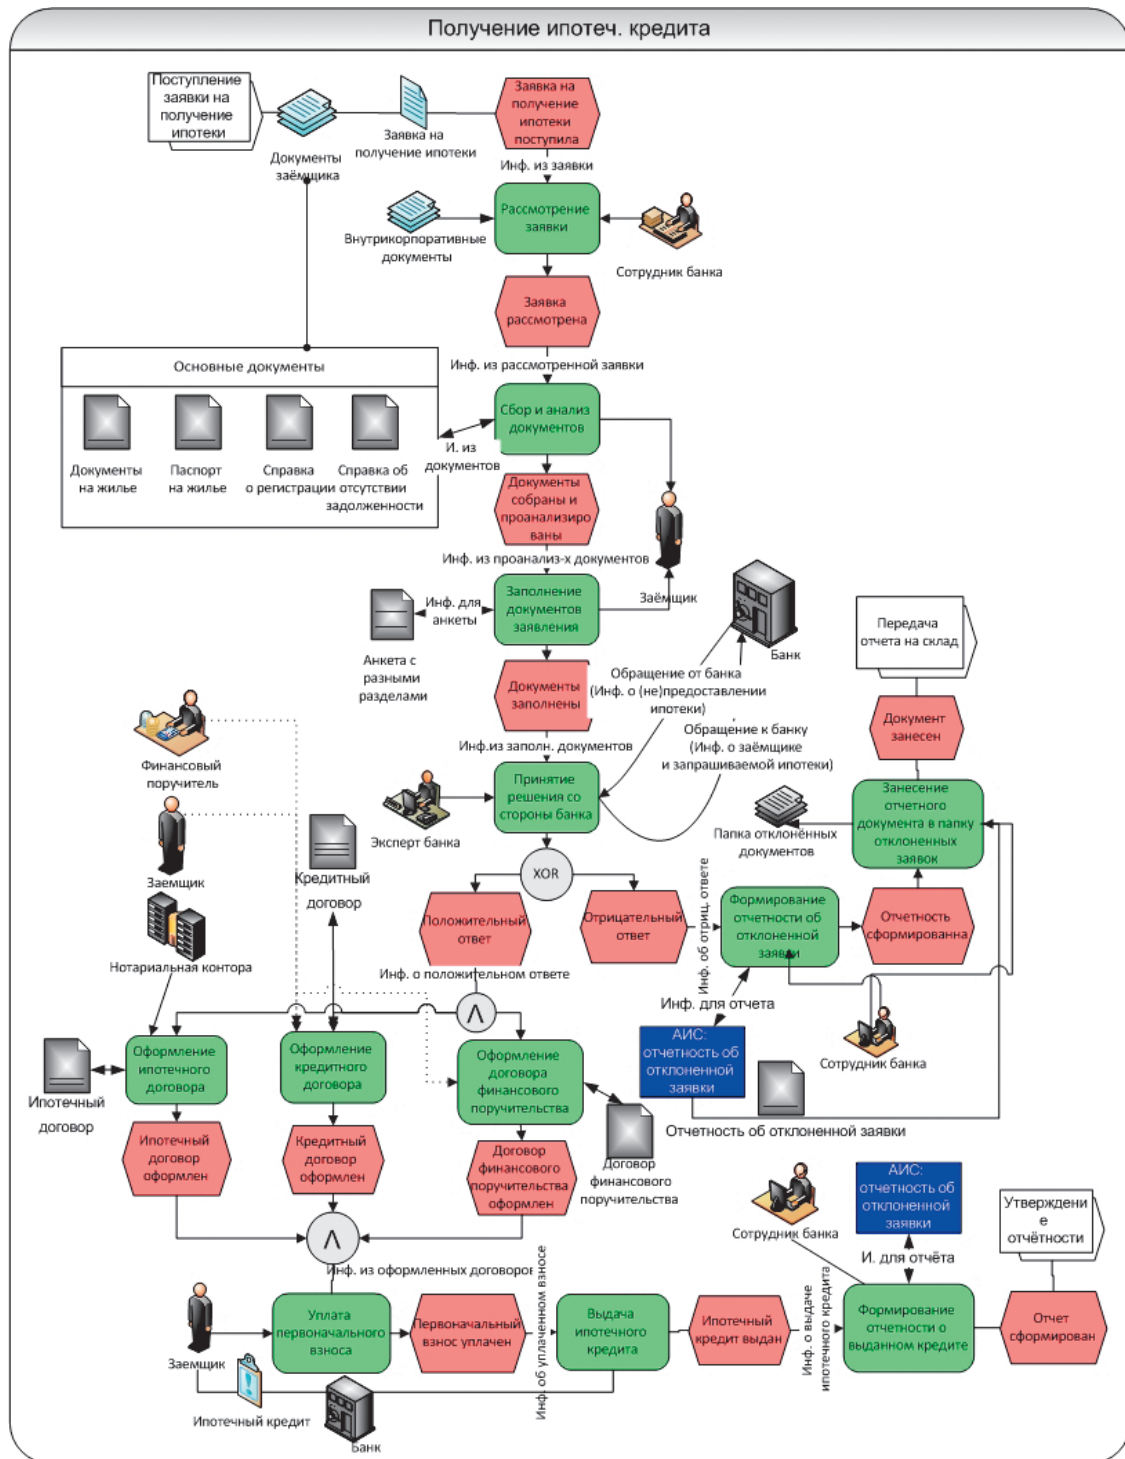 Получение ипотеч. кредита
Поступление
заявки на
получение
ипотеки
Документы
заёмщика
Заявка на
получение ипотеки
Заявка на
получение
ипотеки
поступила
Инф. из заявки
Внутрикорпоративные
документы
Рассмотрение
заявки
Сотрудник банка
Заявка
рассмотрена
Инф. из рассмотренной заявки
Основные документы
Документы
на жилье
Паспорт
на жилье
Справка
о регистрации
Справка об
отсутствии
задолженности
И. из
документов
Сбор и анализ
документов
Документы
собраны и
проанализиро
ваны
Инф. из проанализ-х документов
Заёмщик
Инф. для
анкеты
Анкета с
разными
разделами
Заполнение
документов
заявления
Банк
Документы
заполнены
Обращение от банка
(Инф. о (не)предоставлении
ипотеки)
Обращение к банку
(Инф. о заёмщике
и запрашиваемой ипотеки)
Инф.из заполн. документов
Передача
отчета на склад
Документ
занесен
Занесение
отчетного
документа в папку
отклоненных
заявок
Папка отклонённых
документов
Финансовый
поручитель
Заемщик
Нотариальная контора
Кредитный
договор
Эксперт банка
Принятие
решения со
стороны банка
XOR
Положительный
ответ
Отрицательный
ответ
Инф. об отриц. ответе
Формирование
отчетности об
отклоненной
заявки
Отчетность
сформированна
Инф. о положительном ответе
Λ
Инф. для отчета
АИС:
отчетность об
отклоненной
заявки
Сотрудник банка
Отчетность об отклоненной заявки
Ипотечный
договор
Оформление
ипотечного
договора
Оформление
кредитного
договора
Оформление
договора
финансового
поручительства
Договор
финансового
поручительства
Ипотечный
договор
оформлен
Кредитный
договор
оформлен
Договор
финансового
поручительства
оформлен
Λ
Инф. из оформленных договоров
Сотрудник банка
АИС:
отчетность об
отклоненной
заявки
И. для отчёта
Утверждени
е
отчётности
Заемщик
Уплата
первоначального
взноса
Первоначальный
взнос уплачен
Инф. об уплаченном взносе
Выдача
ипотечного
кредита
Ипотечный
кредит выдан
Инф. о выдаче
ипотечного кредита
Формирование
отчетности о
выданном кредите
Отчет
сформирован
Ипотечный кредит
Банк